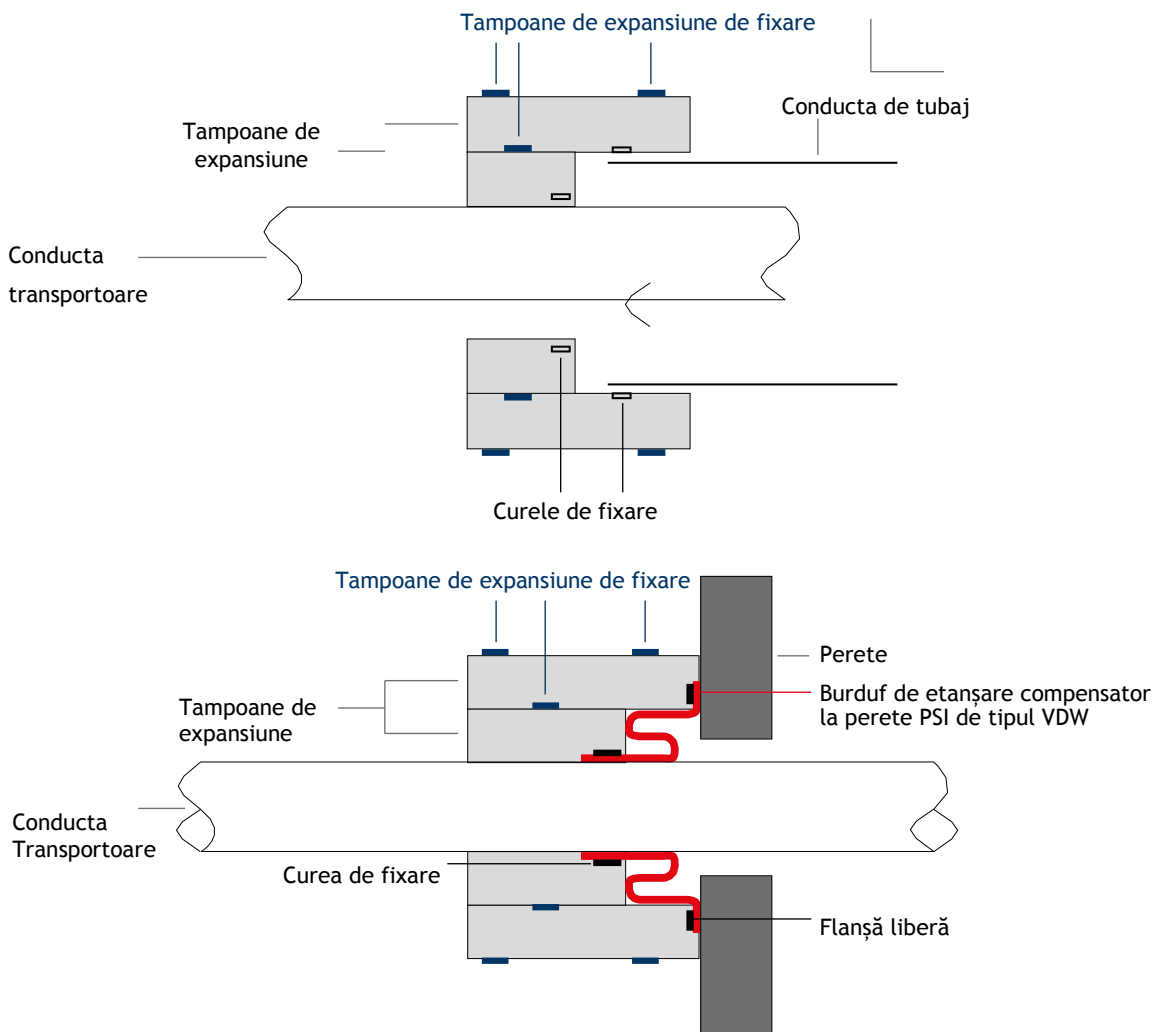 Tampoane de expansiune de fixare
Conducta de tubaj
Tampoane de
expansiune
Conducta
transportoare
Curele de fixare
Tampoane de expansiune de fixare
Perete
Burduf de etanșare compensator
la perete PSI de tipul VDW
Tampoane de
expansiune
Conducta
Transportoare
Curea de fixare
Flanșă liberă